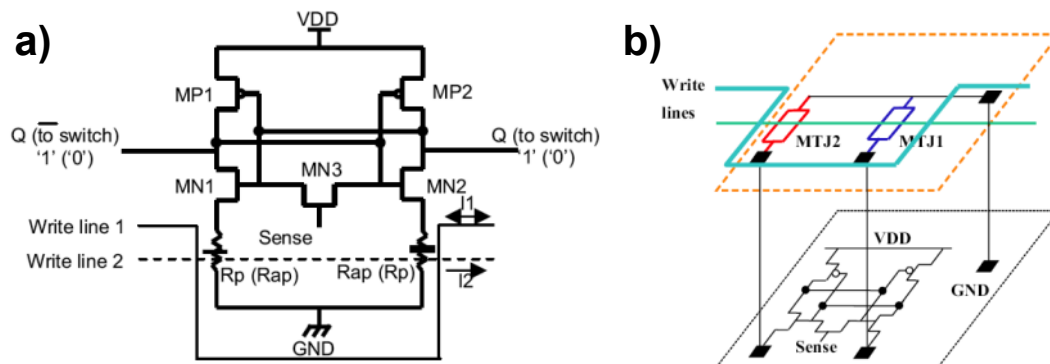 a)
VDD
MP1
MP2
Q (to switch)
‘1’ (‘0’)
Q (to switch)
‘1’ (‘0’)
MN3
MN1
MN2
Sense
Write line 1
I1
Write line 2
I2
Rp (Rap)
Rap (Rp)
GND
b)
Write
lines
MTJ2
MTJ1
VDD
GND
Sense